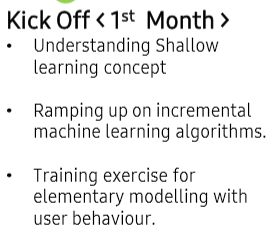 Kick Off < 1st Month >
• Understanding Shallow
learning concept
• Ramping up on incremental
machine learning algorithms.
• Training exercise for
elementary modelling with
user behaviour.